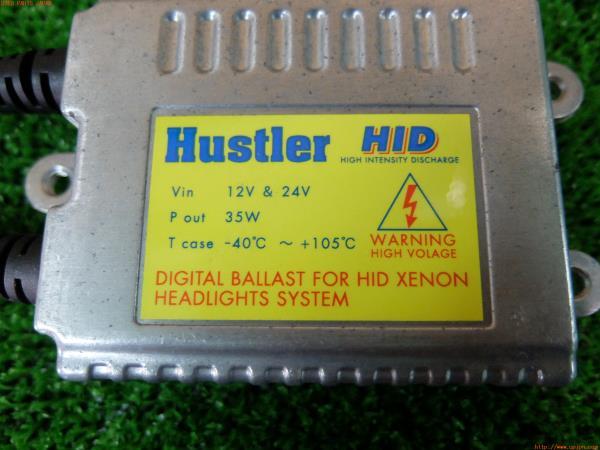 Hustler HID
HIGH INTENSITY DISCHARGE
Vin 12V & 24V
P out 35W
T case -40℃ ～ +105℃
WARNING
HIGH VOLAGE
DIGITAL BALLAST FOR HID XENON
HEADLIGHTS SYSTEM